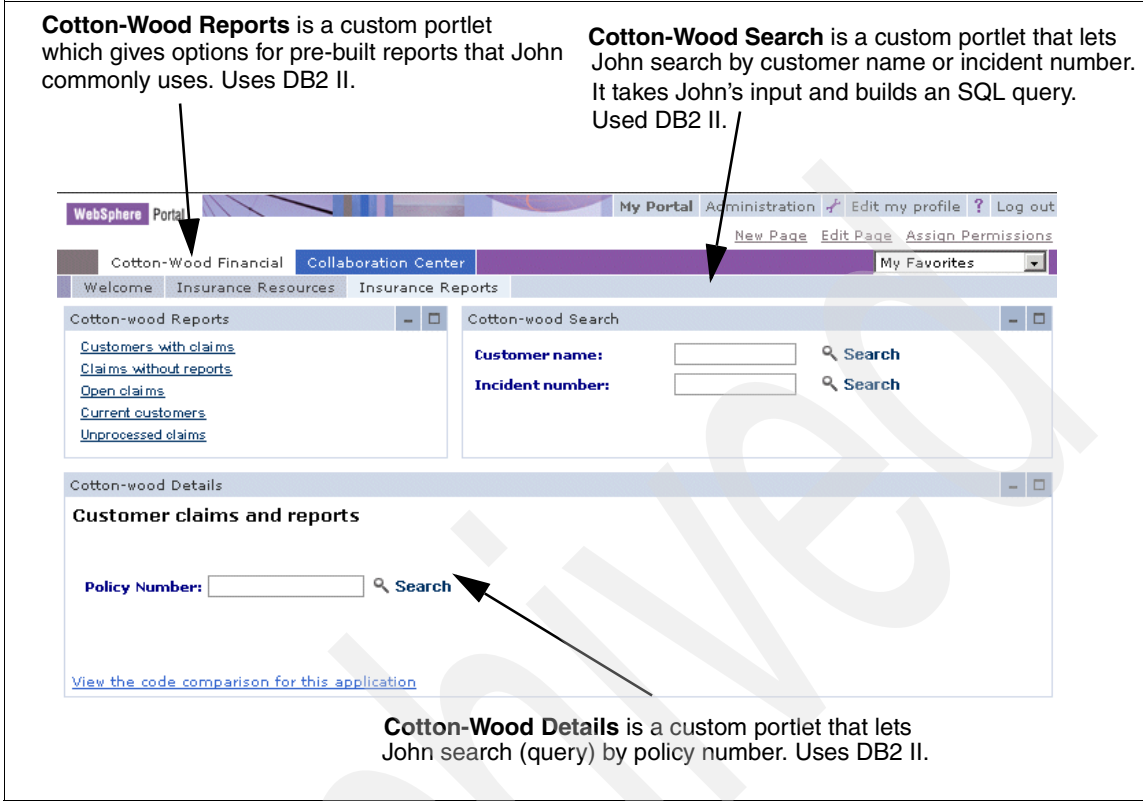 Cotton-Wood Reports is a custom portlet
which gives options for pre-built reports that John
commonly uses. Uses DB2 II.
Cotton-Wood Search is a custom portlet that lets
John search by customer name or incident number.
It takes John's input and builds an SQL query.
Used DB2 II.
WebSphere Portal
My Portal Administration Edit my profile ? Log out
New Page Edit Page Assign Permissions
Cotton-Wood Financial Collaboration Center My Favorites
Welcome Insurance Resources Insurance Reports
Cotton-wood Reports
Customers with claims
Claims without reports
Open claims
Current customers
Unprocessed claims
Cotton-wood Search
Customer name: Search
Incident number: Search
Cotton-wood Details
Customer claims and reports
Policy Number: Search
View the code comparison for this application
Cotton-Wood Details is a custom portlet that lets
John search (query) by policy number. Uses DB2 II.